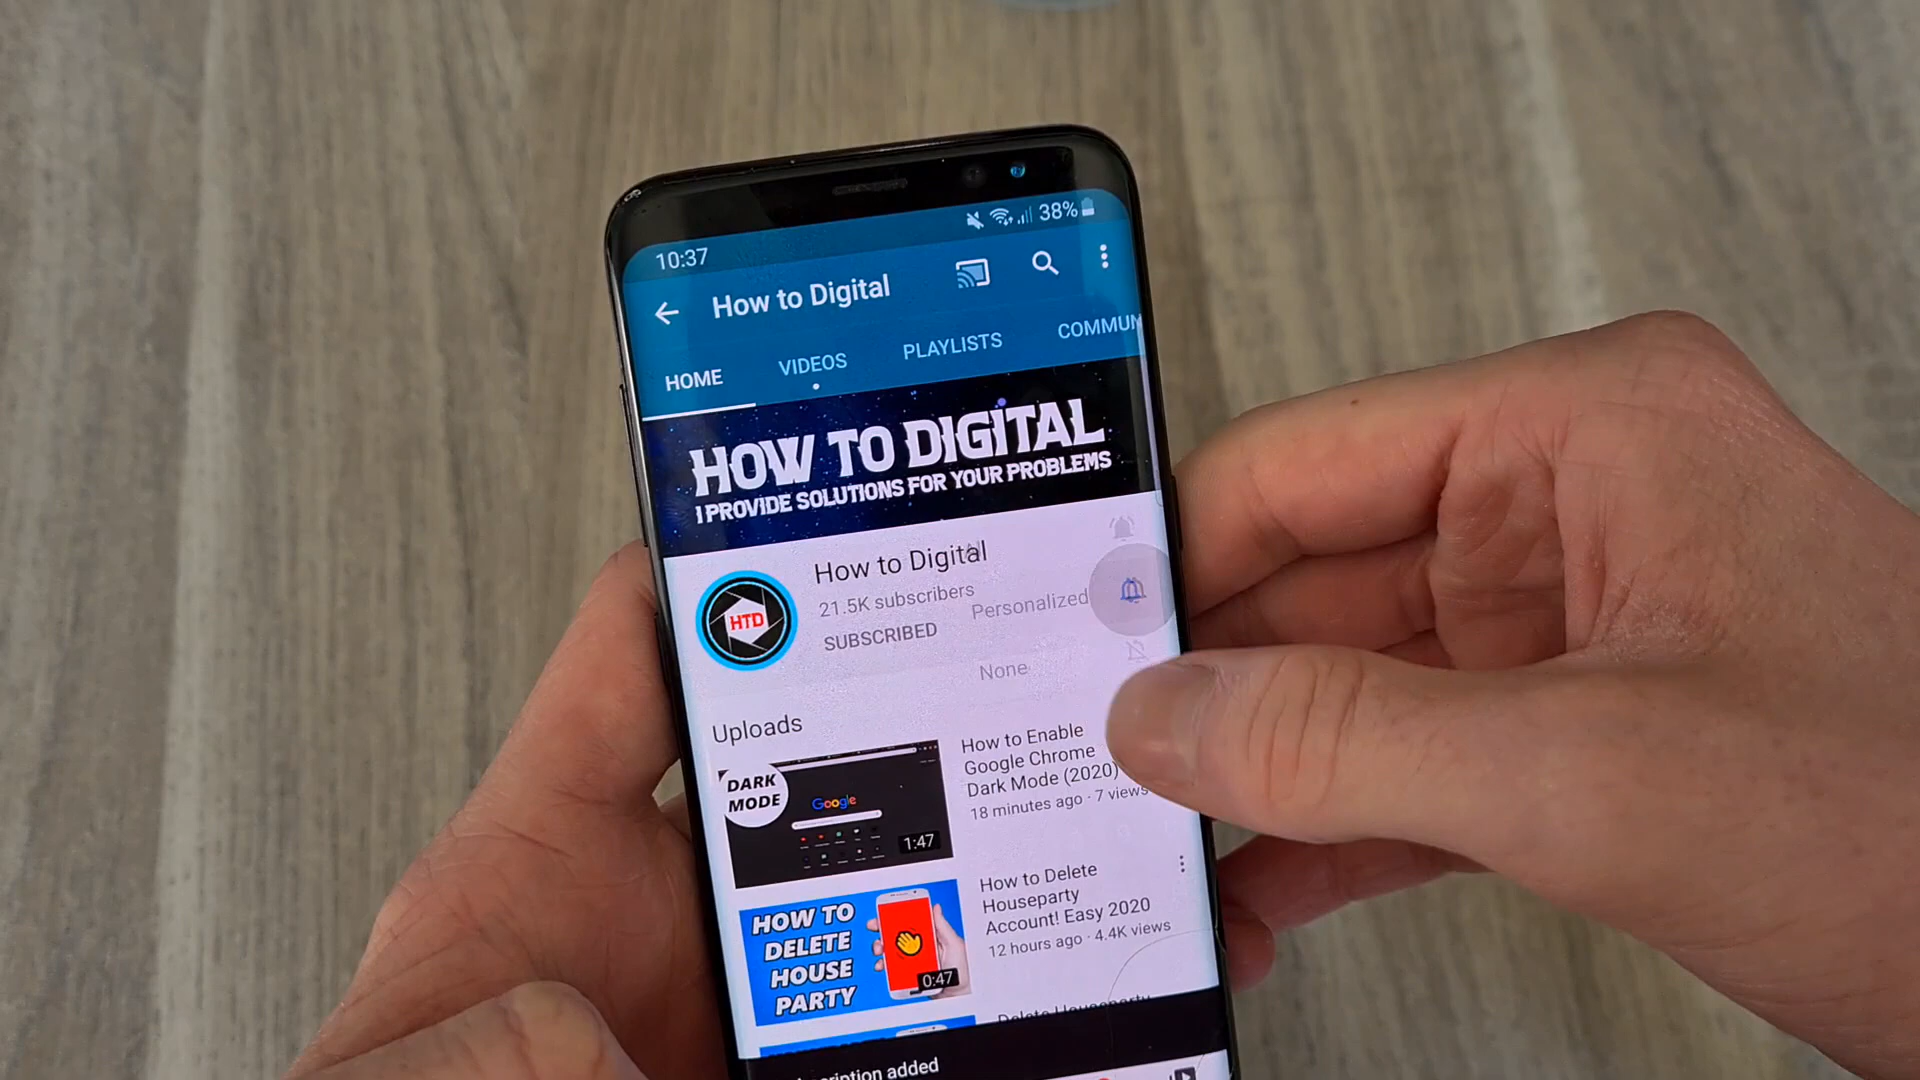 10:37
38%
How to Digital
HOME
VIDEOS
PLAYLISTS
COMMUN
HOW TO DIGITAL
I PROVIDE SOLUTIONS FOR YOUR PROBLEMS
HTD
How to Digital
21.5K subscribers
SUBSCRIBED
Personalized
None
Uploads
DARK
MODE
Google
1:47
How to Enable
Google Chrome
Dark Mode (2020)
18 minutes ago · 7 views
HOW TO
DELETE
HOUSE
PARTY
0:47
How to Delete
Houseparty
Account! Easy 2020
12 hours ago · 4.4K views
Delete Houseparty
cription added